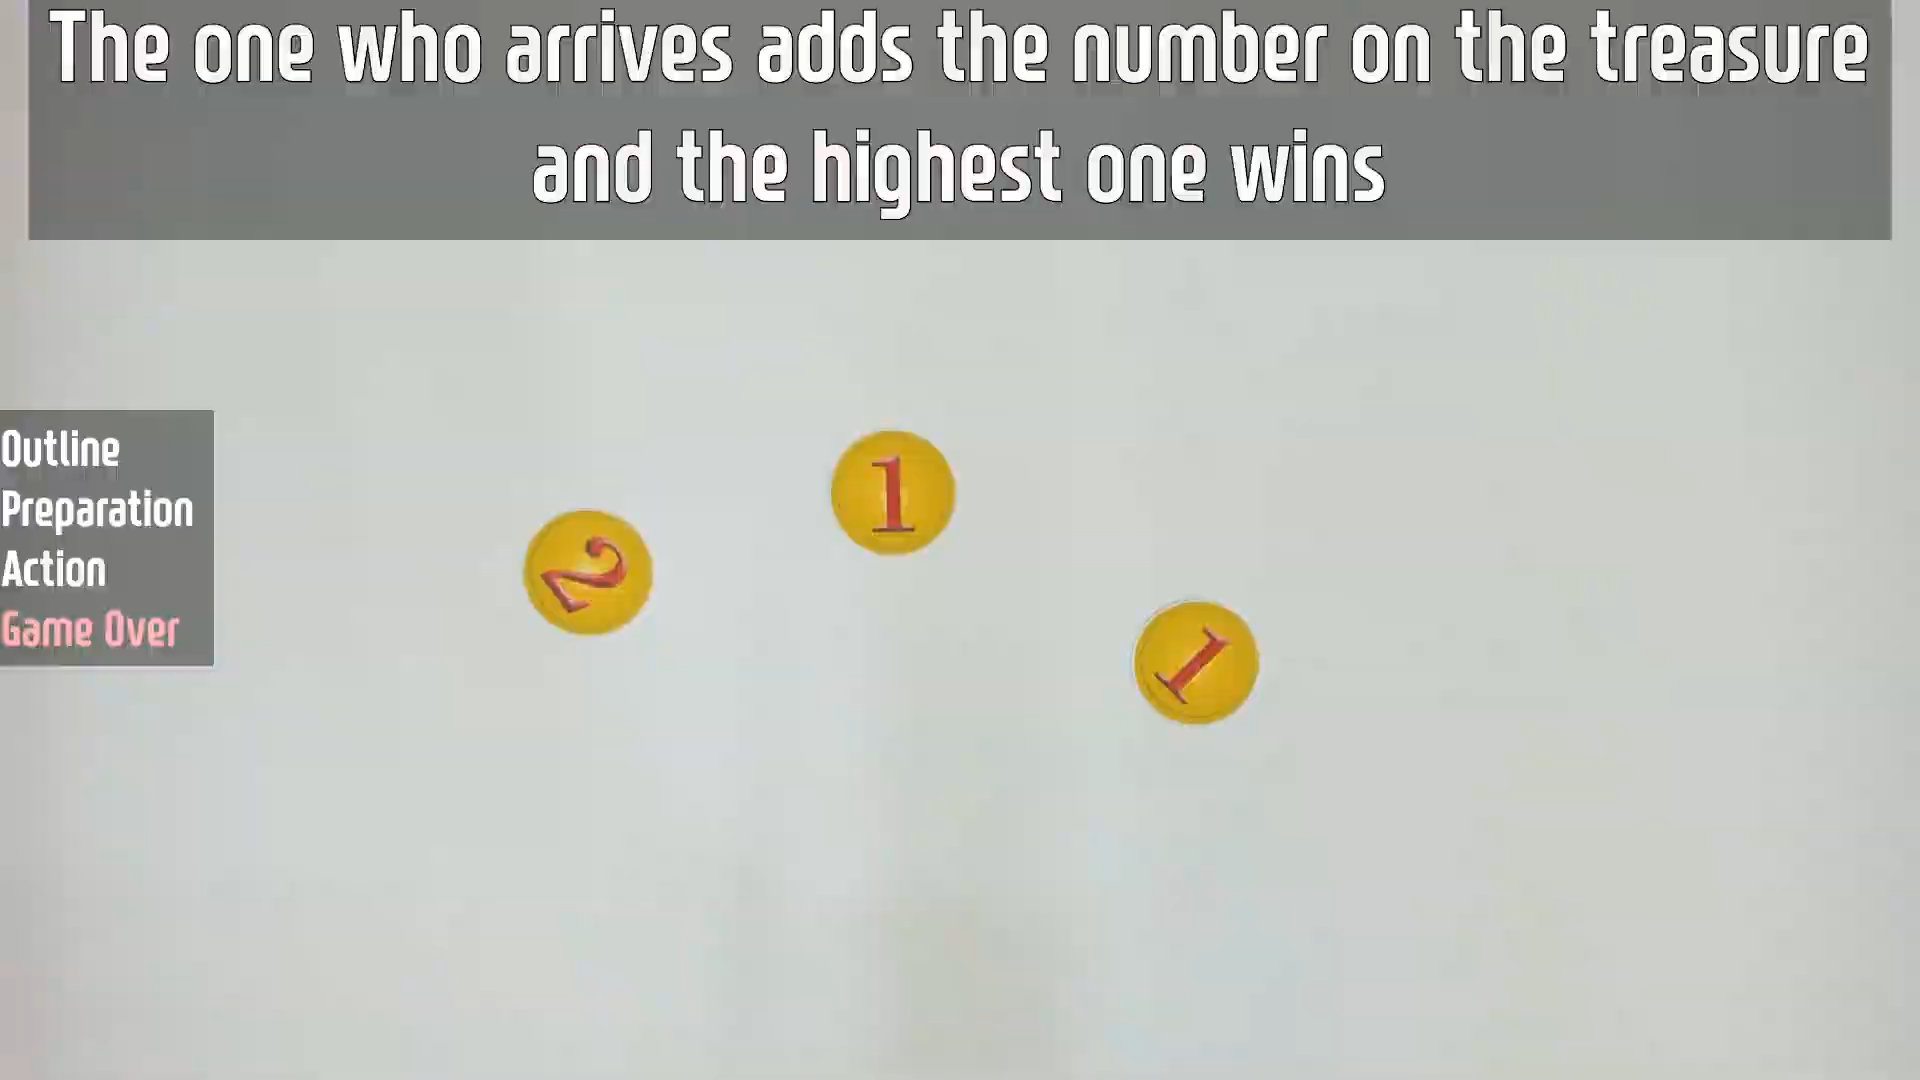 The one who arrives adds the number on the treasure
and the highest one wins
Outline
Preparation
Action
Game Over
1
2
1